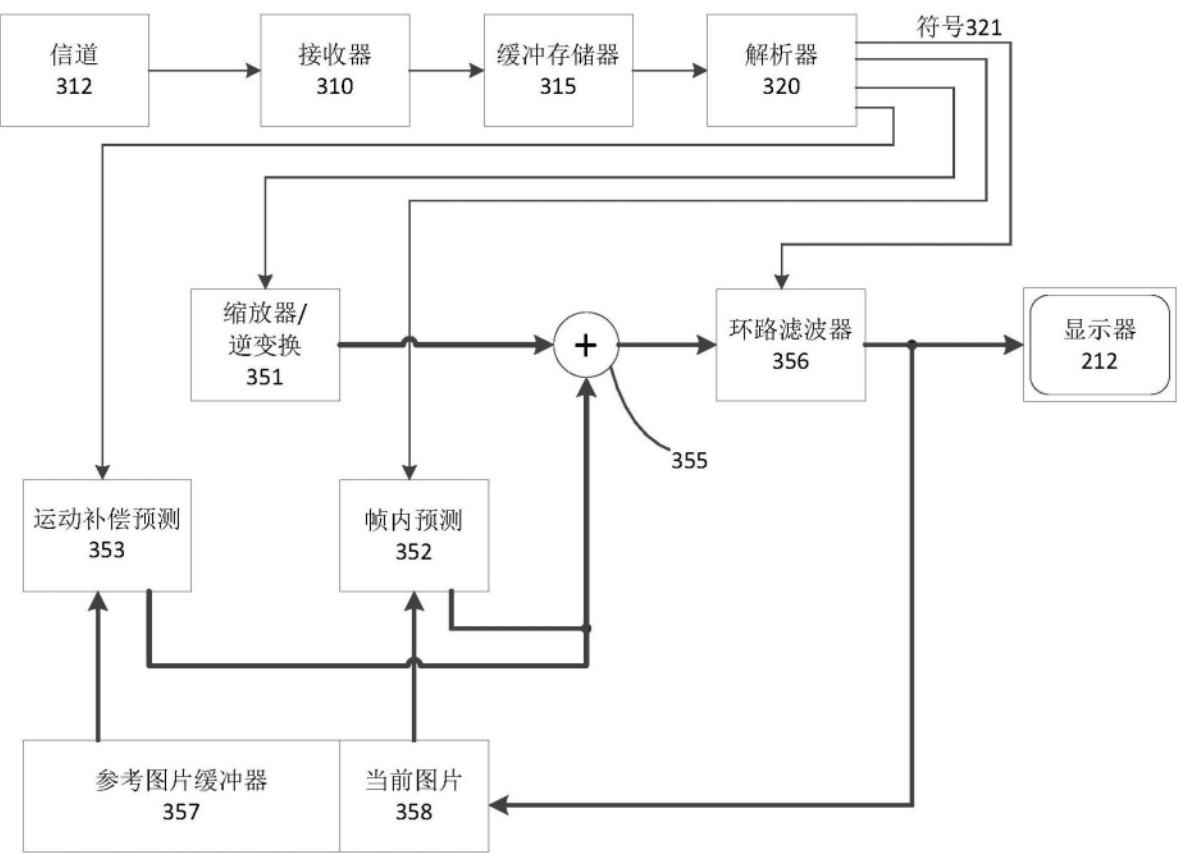 符号321
信道
312
接收器
310
缓冲存储器
315
解析器
320
缩放器/
逆变换
351
+
环路滤波器
356
显示器
212
355
运动补偿预测
353
帧内预测
352
参考图片缓冲器
357
当前图片
358